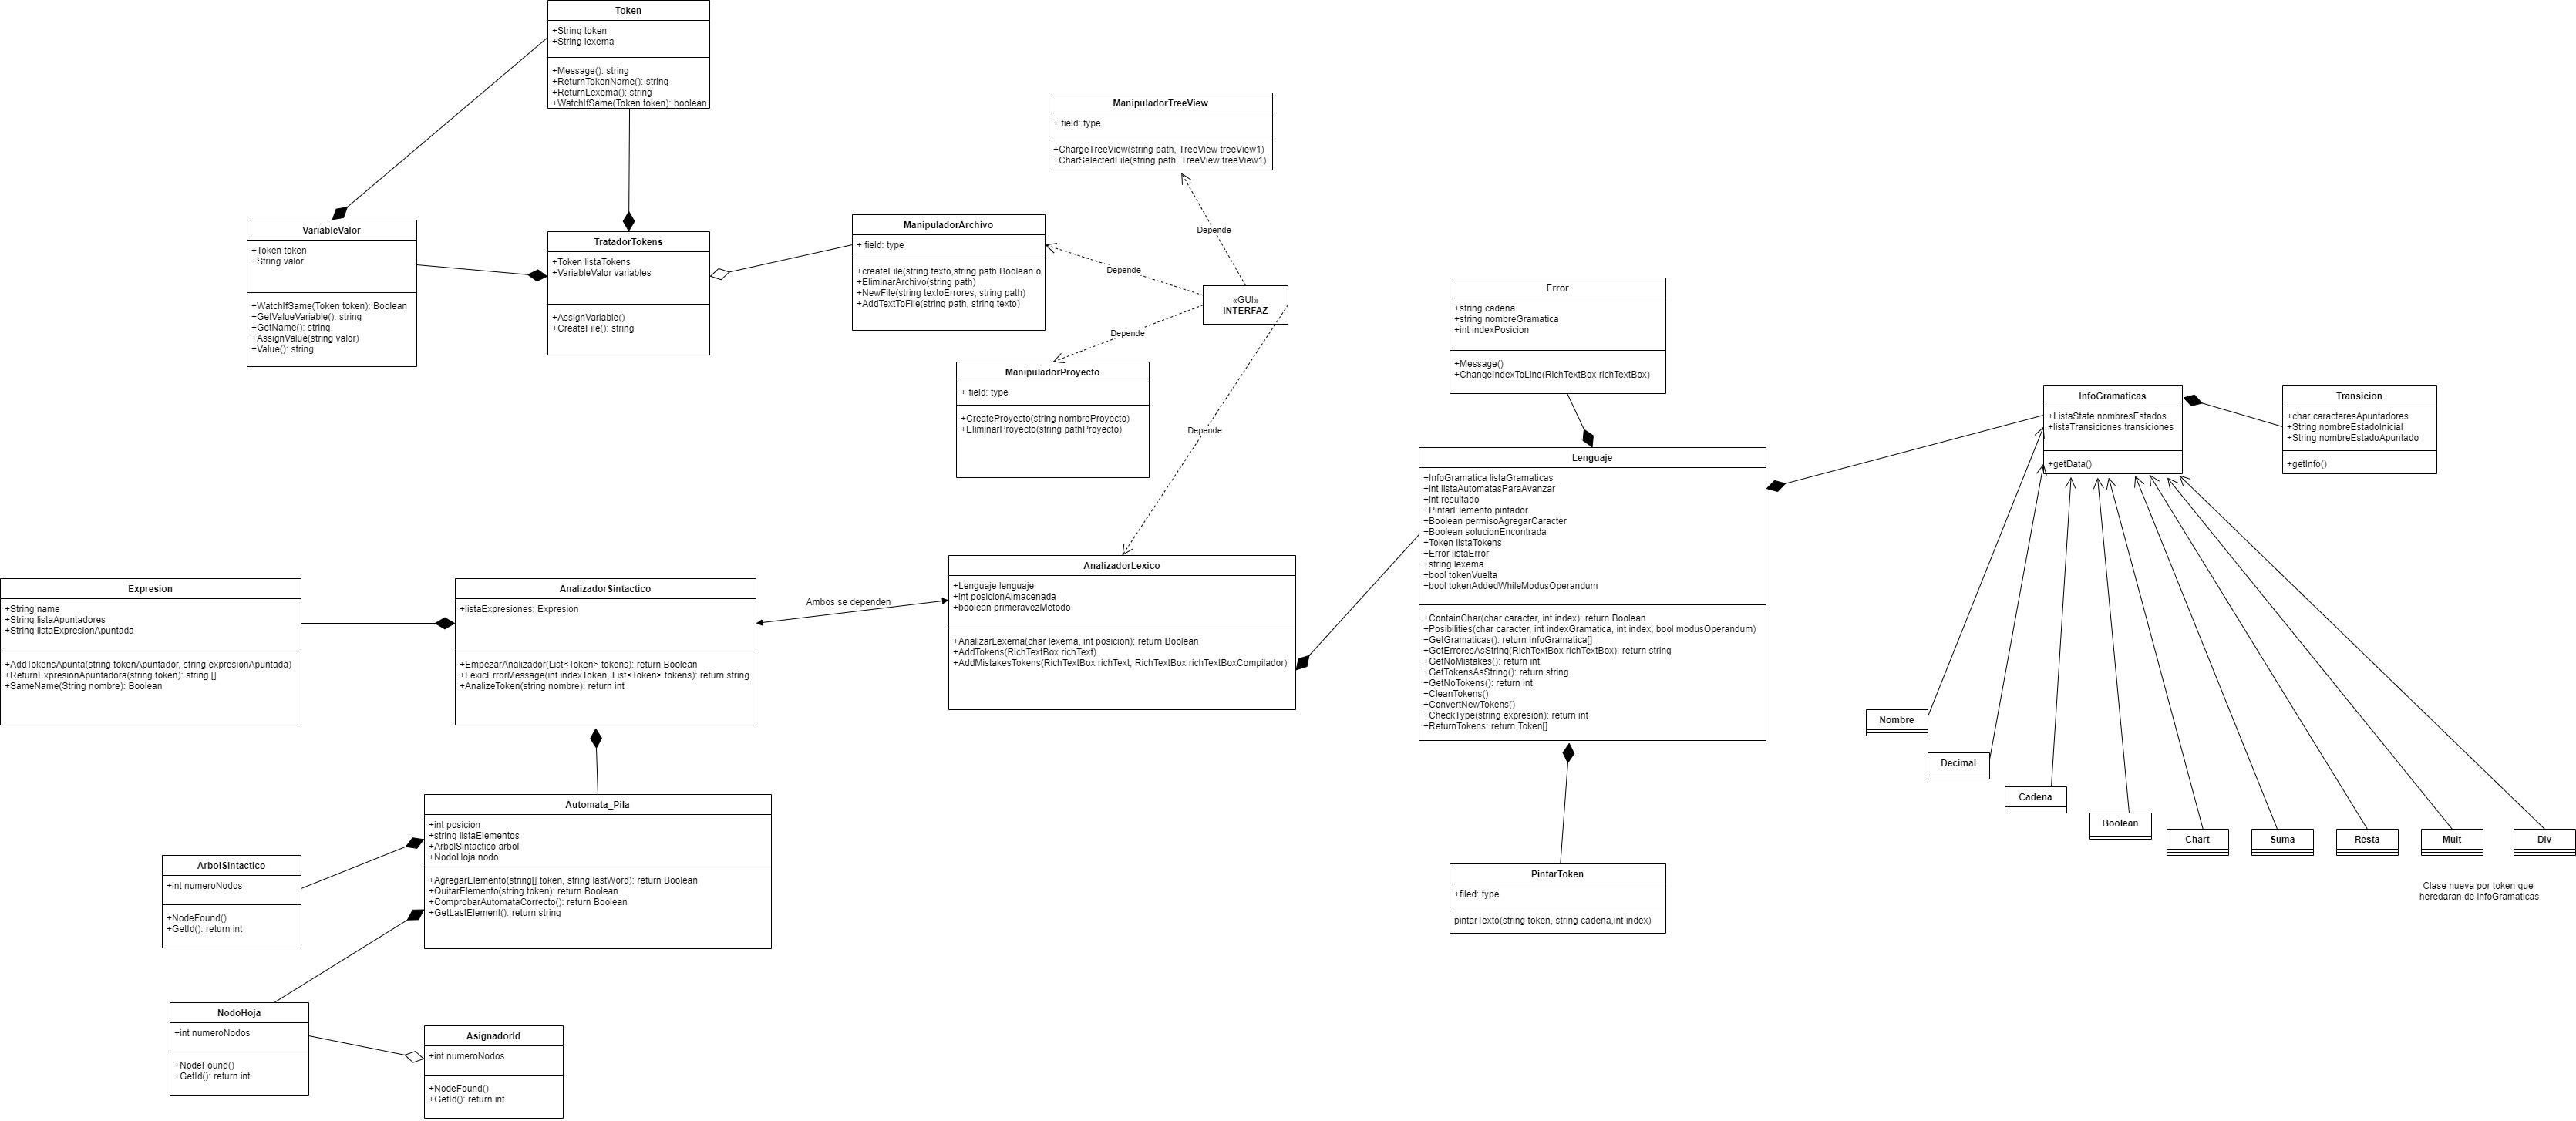 Token
+String token
+String lexema
+Message(): string
+ReturnTokenName(): string
+ReturnLexema(): string
+WatchIfSame(Token token): boolean
ManipuladorTreeView
+ field: type
+ChargeTreeView(string path, TreeView treeView1)
+CharSelectedFile(string path, TreeView treeView1)
VariableValor
+Token token
+String valor
+WatchIfSame(Token token): Boolean
+GetValueVariable(): string
+GetName(): string
+AssignValue(string valor)
+Value(): string
TratadorTokens
+Token listaTokens
+VariableValor variables
+AssignVariable()
+CreateFile(): string
ManipuladorArchivo
+ field: type
+createFile(string texto,string path,Boolean o
+EliminarArchivo(string path)
+NewFile(string textoErrores, string path)
+AddTextToFile(string path, string texto)
Depende
Depende
Depende
Depende
«GUI»
INTERFAZ
ManipuladorProyecto
+ field: type
+CreateProyecto(string nombreProyecto)
+EliminarProyecto(string pathProyecto)
Error
+string cadena
+string nombreGramatica
+int indexPosicion
+Message()
+ChangeIndexToLine(RichTextBox richTextBox)
InfoGramaticas
+ListaState nombresEstados
+listaTransiciones transiciones
+getData()
Transicion
+char caracteresApuntadores
+String nombreEstadoInicial
+String nombreEstadoApuntado
+getInfo()
Lenguaje
+InfoGramatica listaGramaticas
+int listaAutomatasParaAvanzar
+int resultado
+PintarElemento pintador
+Boolean permisoAgregarCaracter
+Boolean solucionEncontrada
+Token listaTokens
+Error listaError
+string lexema
+bool tokenVuelta
+bool tokenAddedWhileModusOperandum
+ContainChar(char caracter, int index): return Boolean
+Posibilities(char caracter, int indexGramatica, int index, bool modusOperandum)
+GetGramaticas(): return InfoGramatica[]
+GetErroresAsString(RichTextBox richTextBox): return string
+GetNoMistakes(): return int
+GetTokensAsString(): return string
+GetNoTokens(): return int
+CleanTokens()
+ConvertNewTokens()
+CheckType(string expresion): return int
+ReturnTokens: return Token[]
Expresion
+String name
+String listaApuntadores
+String listaExpresionApuntada
+AddTokensApunta(string tokenApuntador, string expresionApuntada)
+ReturnExpresionApuntadora(string token): string []
+SameName(String nombre): Boolean
AnalizadorSintactico
+listaExpresiones: Expresion
+EmpezarAnalizador(List<Token> tokens): return Boolean
+LexicErrorMessage(int indexToken, List<Token> tokens): return string
+AnalizeToken(string nombre): return int
Ambos se dependen
AnalizadorLexico
+Lenguaje lenguaje
+int posicionAlmacenada
+boolean primeravezMetodo
+AnalizarLexema(char lexema, int posicion): return Boolean
+AddTokens(RichTextBox richText)
+AddMistakesTokens(RichTextBox richText, RichTextBox richTextBoxCompilador)
Automata_Pila
+int posicion
+string listaElementos
+ArbolSintactico arbol
+NodoHoja nodo
+AgregarElemento(string[] token, string lastWord): return Boolean
+QuitarElemento(string token): return Boolean
+ComprobarAutomataCorrecto(): return Boolean
+GetLastElement(): return string
ArbolSintactico
+int numeroNodos
+NodeFound()
+GetId(): return int
NodoHoja
+int numeroNodos
+NodeFound()
+GetId(): return int
AsignadorId
+int numeroNodos
+NodeFound()
+GetId(): return int
PintarToken
+filed: type
pintarTexto(string token, string cadena,int index)
Nombre
Decimal
Cadena
Boolean
Chart
Suma
Resta
Mult
Div
Clase nueva por token que
heredaran de infoGramaticas